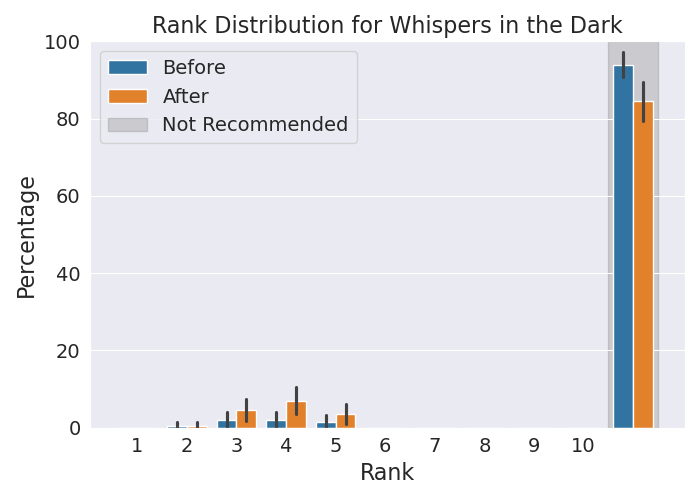 Rank Distribution for Whispers in the Dark
100
80
60
40
20
0
Percentage
Before
After
Not Recommended
1 2 3 4 5 6 7 8 9 10
Rank